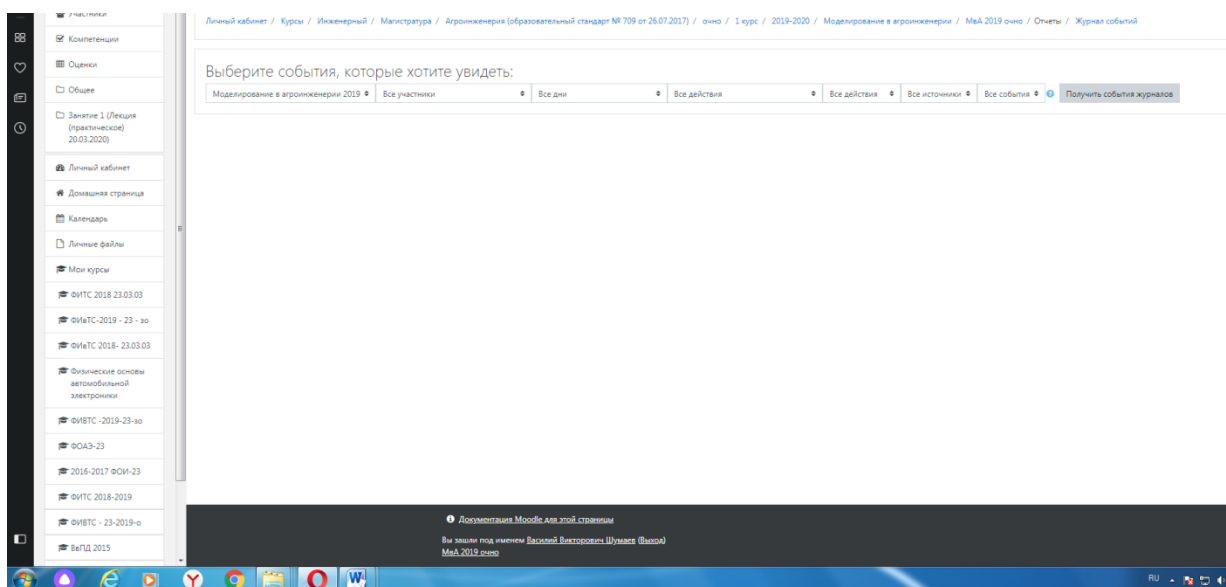 Участники
Компетенции
Оценки
Общее
Занятие 1 (Лекция
(практическое)
20.03.2020)
Личный кабинет
Домашняя страница
Календарь
Личные файлы
Мои курсы
ФИТС 2018 23.03.03
ФИвТС-2019 - 23 - зо
ФИвТС 2018- 23.03.03
Физические основы
автомобильной
электроники
ФИВТС -2019-23-зо
ФОАЭ-23
2016-2017 ФОИ-23
ФИТС 2018-2019
ФИВТС - 23-2019-о
ВвПД 2015
Личный кабинет / Курсы / Инженерный / Магистратура / Агроинженерия (образовательный стандарт № 709 от 26.07.2017) / очно / 1 курс / 2019-2020 / Моделирование в агроинженерии / МвА 2019 очно / Отчеты / Журнал событий
Выберите события, которые хотите увидеть:
Моделирование в агроинженерии 2019 Все участники Все дни Все действия Все действия Все источники Все события Получить события журналов
Документация Moodle для этой страницы
Вы зашли под именем Василий Викторович Шумаев (Выход)
МвА 2019 очно
RU